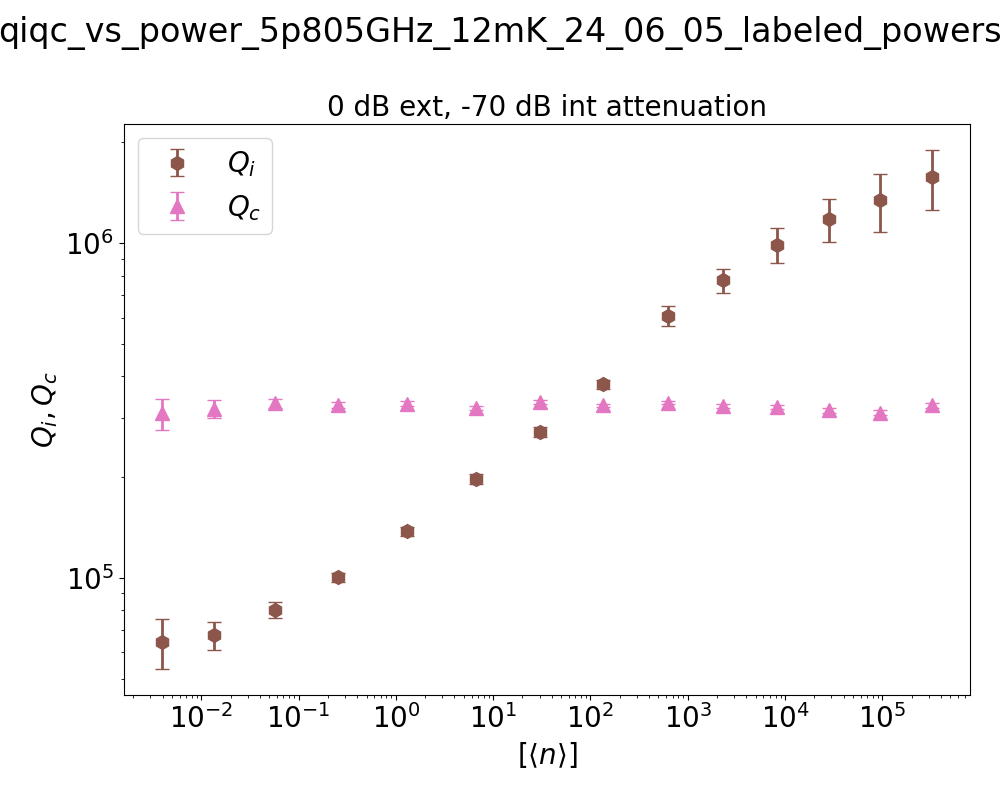 qiqc_vs_power_5p805GHz_12mK_24_06_05_labeled_powers
0 dB ext, -70 dB int attenuation
Q_i
Q_c
10^6
10^5
Q_i, Q_c
10^{-2} 10^{-1} 10^0 10^1 10^2 10^3 10^4 10^5
[⟨n⟩]